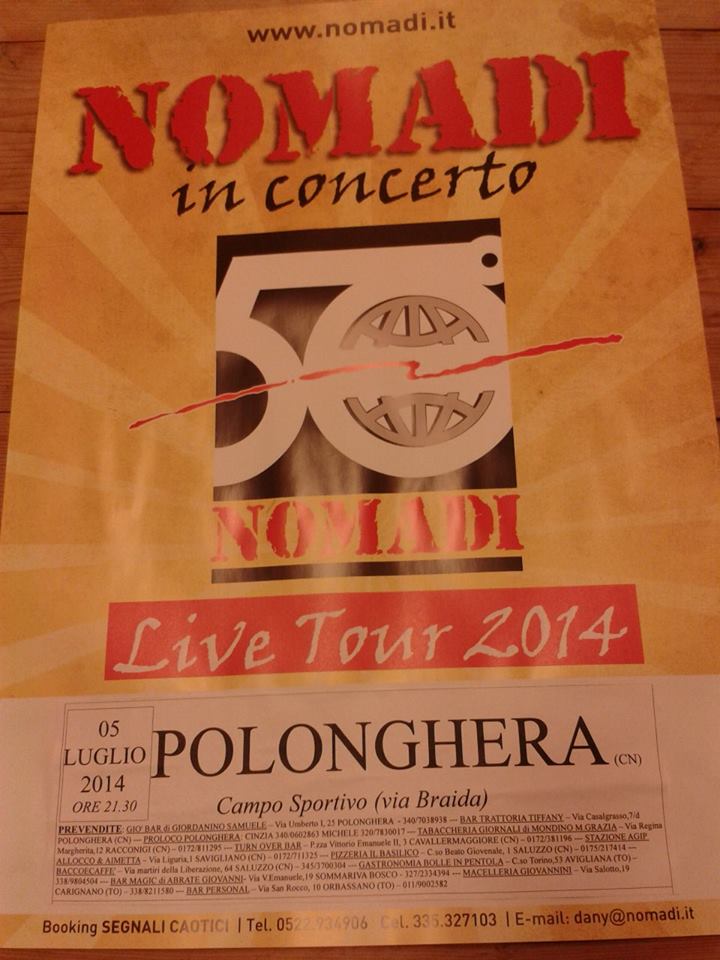 www.nomadi.it
NOMADI
in concerto
50°
NOMADI
Live Tour 2014
05
LUGLIO
2014
ORE 21.30
POLONGHERA (CN)
Campo Sportivo (via Braida)
PREVENDITE: GIO' BAR di GIORDANINO SAMUELE – Via Umberto I, 25 POLONGHERA - 340/7038938 --- BAR TRATTORIA TIFFANY – Via Casalgrasso,7/d
POLONGHERA (CN) --- PROLOCO POLONGHERA: CINZIA 340/0602863 MICHELE 320/7830017 --- TABACCHERIA GIORNALI di MONDINO M.GRAZIA – Via Regina
Margherita,12 RACCONIGI (CN) – 0172/811295 --- TURN OVER BAR – P.zza Vittorio Emanuele II, 3 CAVALLERMAGGIORE (CN) – 0172/381196 --- STAZIONE AGIP
ALLOCCO & AIMETTA – Via Liguria,1 SAVIGLIANO (CN) – 0172/711325 --- PIZZERIA IL BASILICO – C.so Beato Giovenale, 1 SALUZZO (CN) – 0175/217414 ---
BACCOECAFFE' – Via martiri della Liberazione, 64 SALUZZO (CN) – 345/3700304 --- GASTRONOMIA BOLLE IN PENTOLA – C.so Torino,53 AVIGLIANA (TO) –
338/9804504 --- BAR MAGIC di ABRATE GIOVANNI- Via V.Emanuele,19 SOMMARIVA BOSCO - 327/2334394 --- MACELLERIA GIOVANNINI – Via Salotto,19
CARIGNANO (TO) – 338/8211580 --- BAR PERSONAL – Via San Rocco, 10 ORBASSANO (TO) – 011/9002582
Booking SEGNALI CAOTICI | Tel. 0522.934906 Cel. 335.327103 | E-mail: dany@nomadi.it